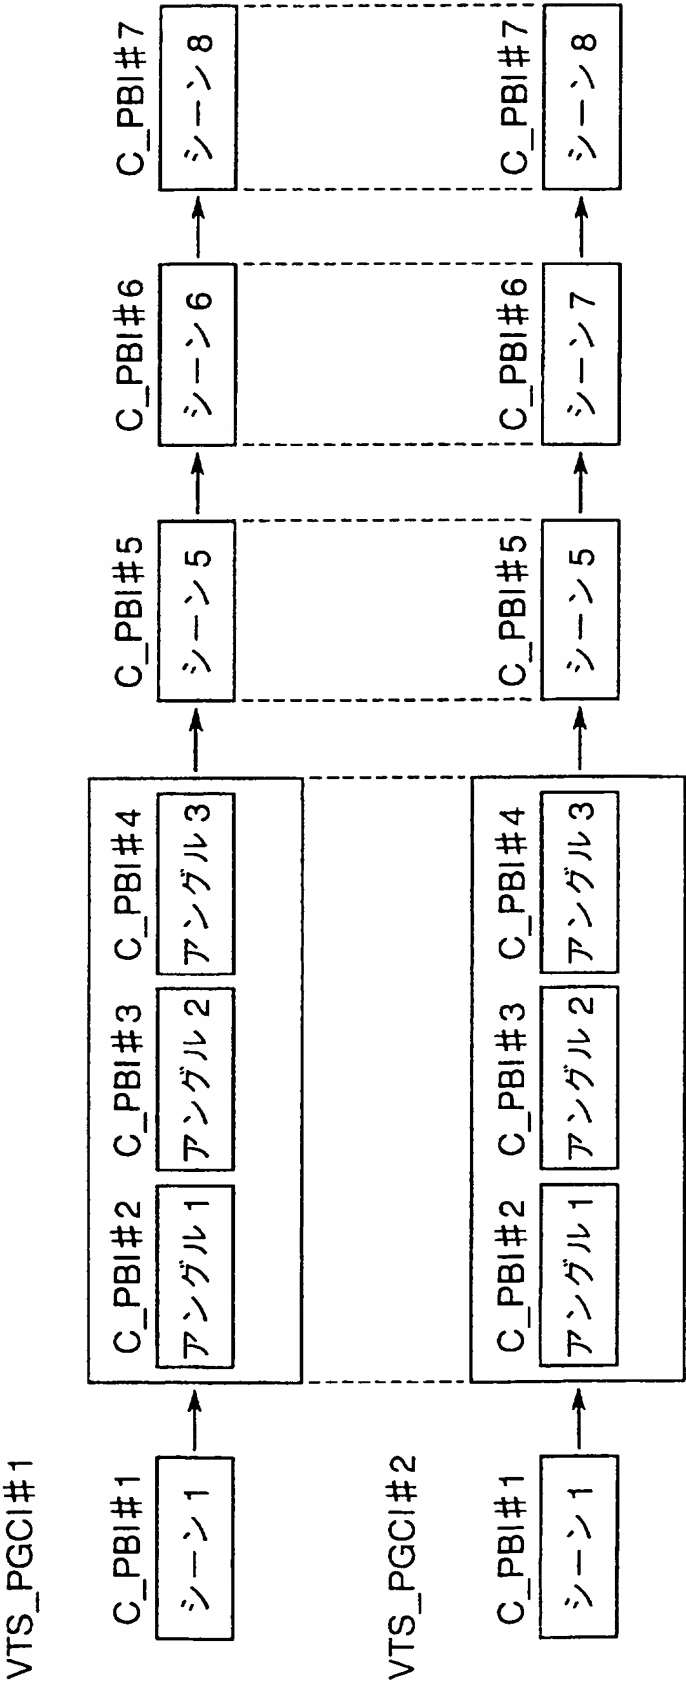 VTS_PGCI#1
C_PBI#1 C_PBI#2 C_PBI#3 C_PBI#4 C_PBI#5 C_PBI#6 C_PBI#7
シーン1 アングル1 アングル2 アングル3 シーン5 シーン6 シーン8
VTS_PGCI#2
C_PBI#1 C_PBI#2 C_PBI#3 C_PBI#4 C_PBI#5 C_PBI#6 C_PBI#7
シーン1 アングル1 アングル2 アングル3 シーン5 シーン7 シーン8